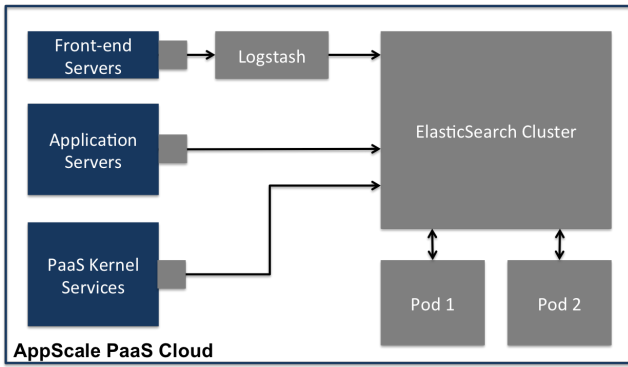 Front-end
Servers
Logstash
ElasticSearch Cluster
Application
Servers
PaaS Kernel
Services
Pod 1
Pod 2
AppScale PaaS Cloud